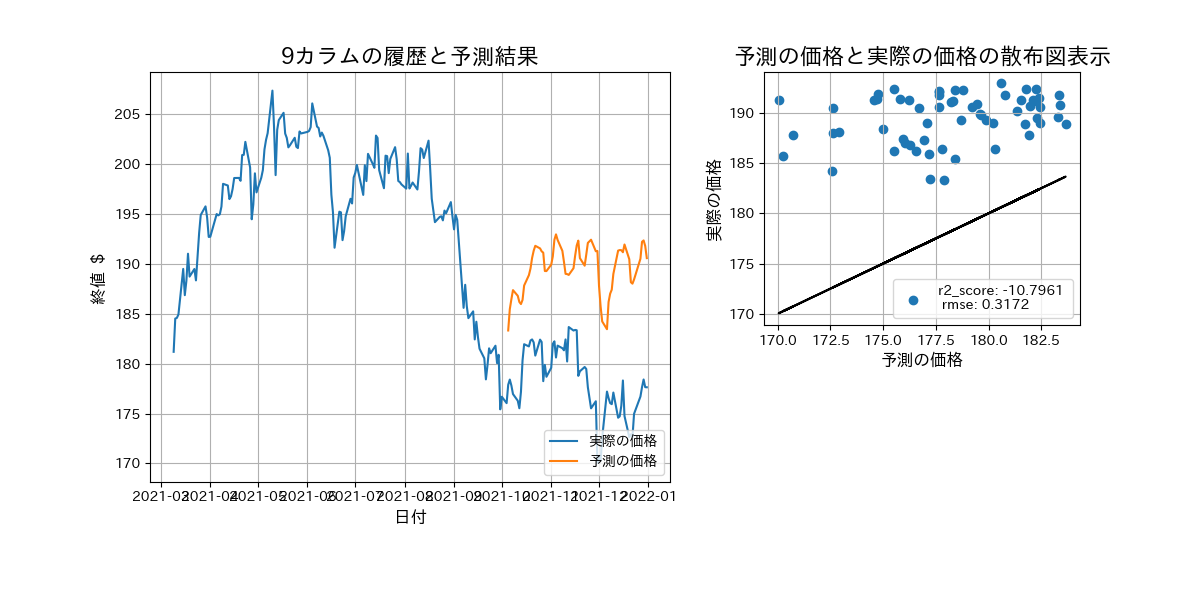 9カラムの履歴と予測結果
205
200
195
190
185
180
175
170
終値 $
2021-03 2021-04 2021-05 2021-06 2021-07 2021-08 2021-09 2021-10 2021-11 2021-12 2022-01
日付
実際の価格
予測の価格
予測の価格と実際の価格の散布図表示
190
185
180
175
170
実際の価格
170.0 172.5 175.0 177.5 180.0 182.5
予測の価格
r2_score: -10.7961
rmse: 0.3172